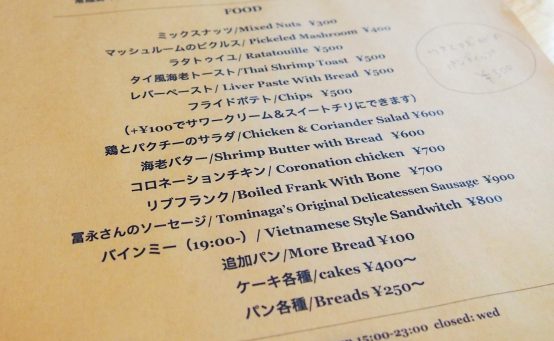 FOOD
ミックスナッツ/Mixed Nuts ¥300
マッシュルームのピクルス/ Pickeled Mashroom ¥400
ラタトゥイユ/ Ratatouille ¥500
タイ風海老トースト/Thai Shrimp Toast ¥500
レバーペースト/ Liver Paste With Bread ¥500
フライドポテト/Chips ¥500
(+¥100でサワークリーム&スイートチリにできます)
鶏とパクチーのサラダ/Chicken & Coriander Salad ¥600
海老バター/Shrimp Butter with Bread ¥600
コロネーションチキン/ Coronation chicken ¥700
リブフランク/Boiled Frank With Bone ¥700
冨永さんのソーセージ/ Tominaga's Original Delicatessen Sausage ¥900
バインミー (19:00-) / Vietnamese Style Sandwitch ¥800
追加パン/More Bread ¥100
ケーキ各種/cakes ¥400〜
パン各種/Breads ¥250〜
15:00-23:00 closed: wed